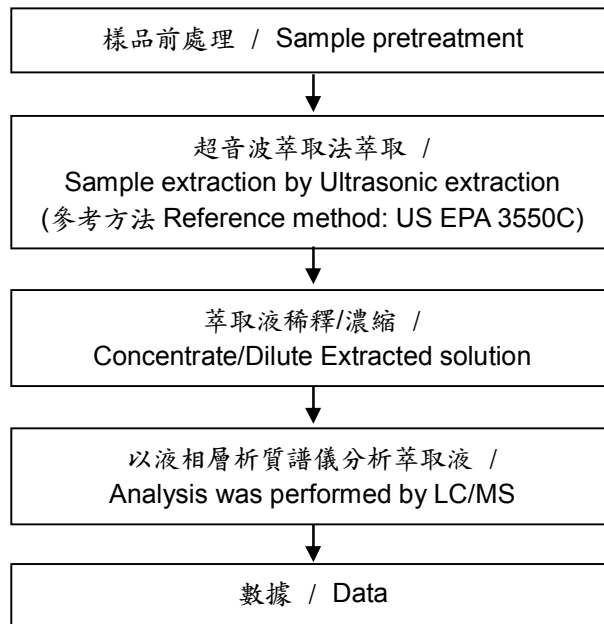 樣品前處理 / Sample pretreatment
超音波萃取法萃取 /
Sample extraction by Ultrasonic extraction
(參考方法 Reference method: US EPA 3550C)
萃取液稀釋/濃縮 /
Concentrate/Dilute Extracted solution
以液相層析質譜儀分析萃取液 /
Analysis was performed by LC/MS
數據 / Data